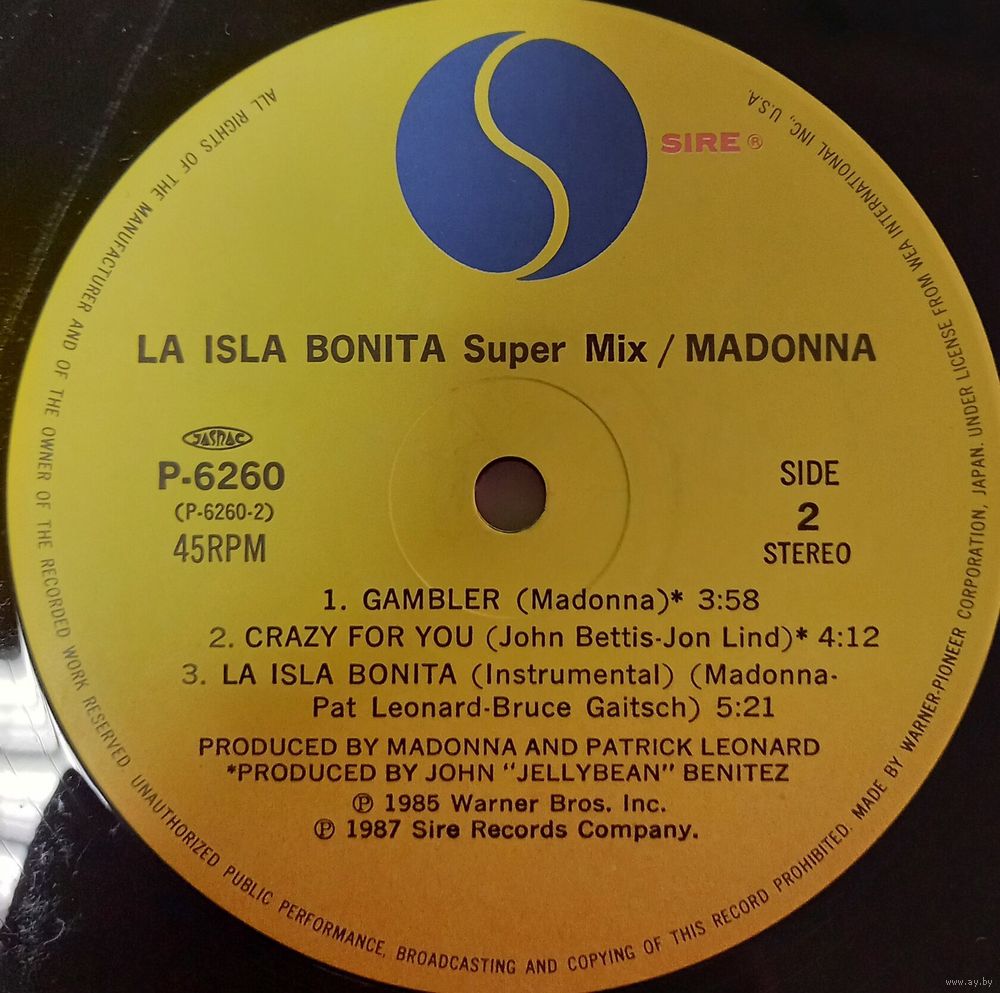 SIRE ®
LA ISLA BONITA Super Mix / MADONNA
JASRAC
P-6260
(P-6260-2)
45RPM
SIDE
2
STEREO
1. GAMBLER (Madonna)* 3:58
2. CRAZY FOR YOU (John Bettis-Jon Lind)* 4:12
3. LA ISLA BONITA (Instrumental) (Madonna-
Pat Leonard-Bruce Gaitsch) 5:21
PRODUCED BY MADONNA AND PATRICK LEONARD
*PRODUCED BY JOHN "JELLYBEAN" BENITEZ
℗ 1985 Warner Bros. Inc.
℗ 1987 Sire Records Company.
ALL RIGHTS OF THE MANUFACTURER AND OF THE OWNER OF THE RECORDED WORK RESERVED. UNAUTHORIZED PUBLIC PERFORMANCE, BROADCASTING AND COPYING OF THIS RECORD PROHIBITED. MADE BY WARNER-PIONEER CORPORATION, JAPAN. UNDER LICENSE FROM WEA INTERNATIONAL INC., U.S.A.
www.ay.by